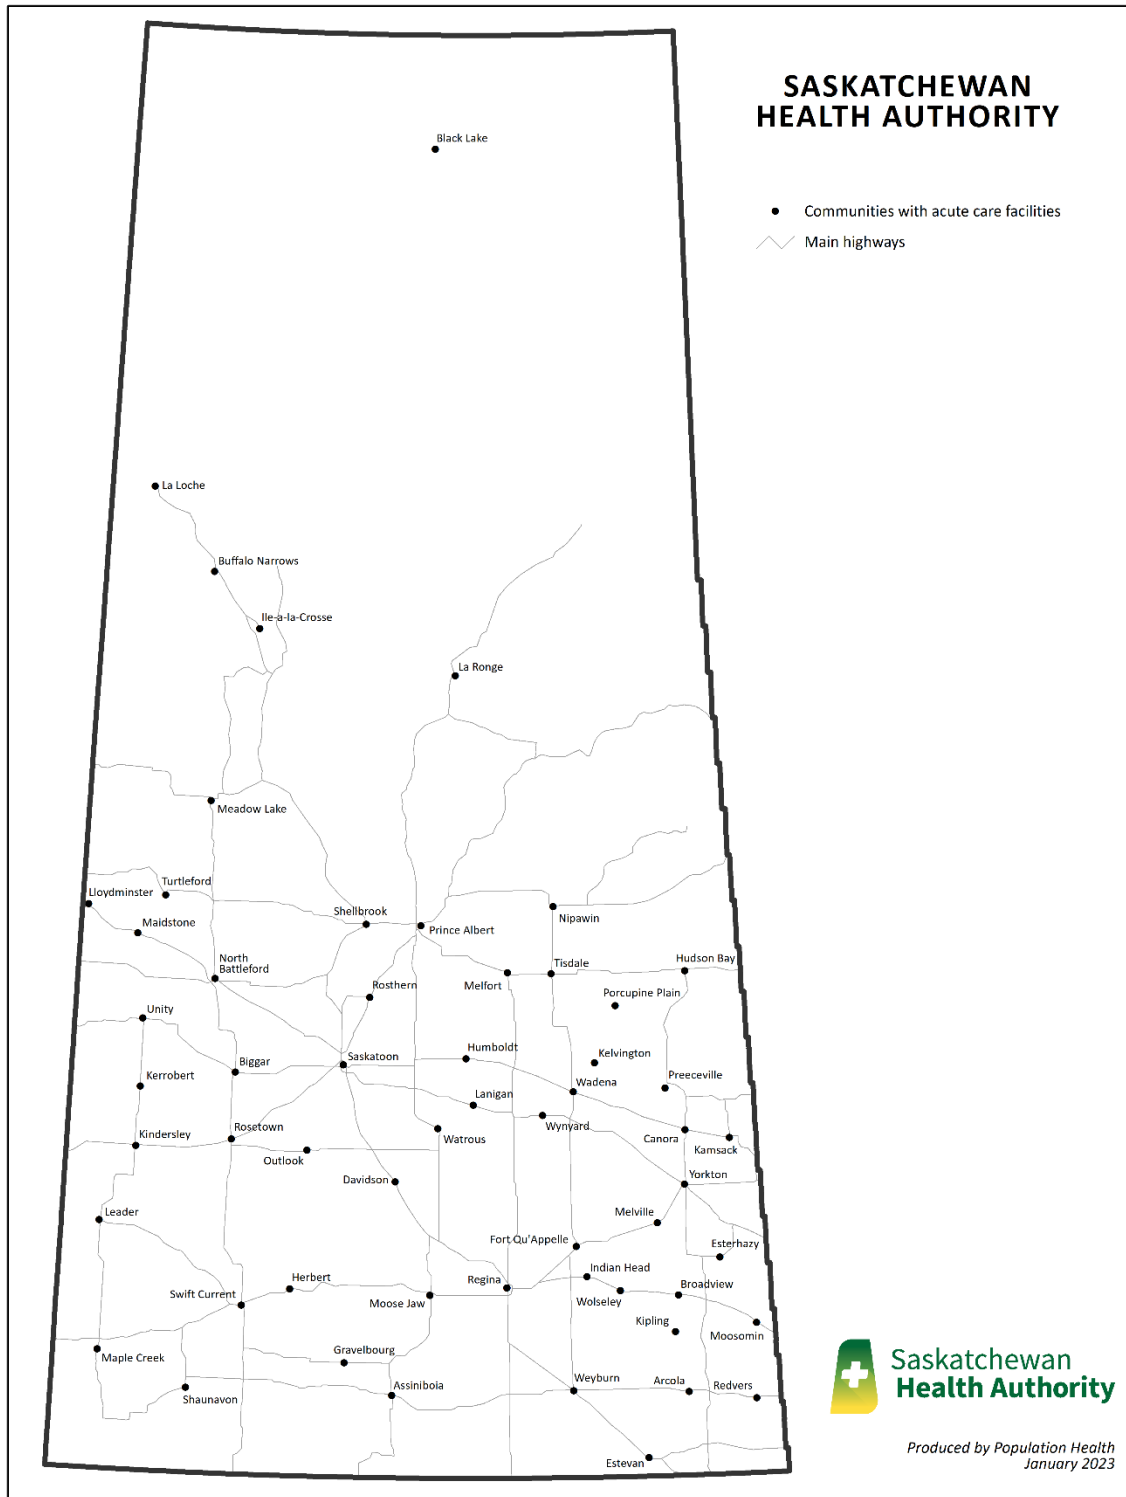 SASKATCHEWAN
HEALTH AUTHORITY
Black Lake
Communities with acute care facilities
Main highways
La Loche
Buffalo Narrows
Ile-a-la-Crosse
La Ronge
Meadow Lake
Turtleford
Lloydminster
Maidstone
Shellbrook
Prince Albert
Nipawin
North
Battleford
Melfort
Tisdale
Hudson Bay
Rosthern
Porcupine Plain
Unity
Biggar
Saskatoon
Humboldt
Kelvington
Kerrobert
Wadena
Preeceville
Lanigan
Wynyard
Kindersley
Rosetown
Watrous
Canora
Kamsack
Outlook
Davidson
Yorkton
Leader
Melville
Fort Qu'Appelle
Esterhazy
Herbert
Regina
Indian Head
Broadview
Swift Current
Moose Jaw
Wolseley
Kipling
Moosomin
Maple Creek
Gravelbourg
Shaunavon
Assiniboia
Weyburn
Arcola
Redvers
Estevan
Saskatchewan
Health Authority
Produced by Population Health
January 2023